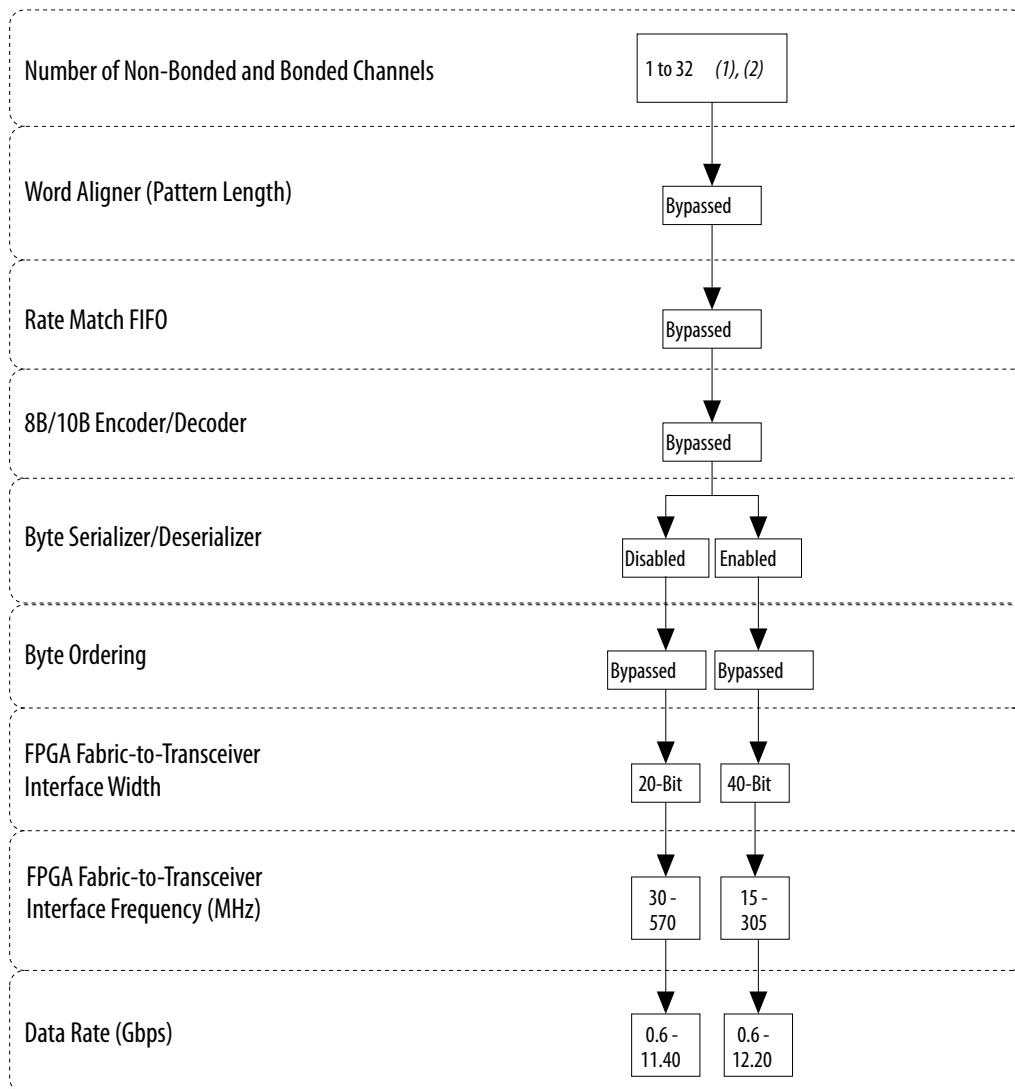 Number of Non-Bonded and Bonded Channels
1 to 32 (1), (2)
Word Aligner (Pattern Length)
Bypassed
Rate Match FIFO
Bypassed
8B/10B Encoder/Decoder
Bypassed
Byte Serializer/Deserializer
Disabled
Enabled
Byte Ordering
Bypassed
Bypassed
FPGA Fabric-to-Transceiver
Interface Width
20-Bit
40-Bit
FPGA Fabric-to-Transceiver
Interface Frequency (MHz)
30 -
570
15 -
305
Data Rate (Gbps)
0.6 -
11.40
0.6 -
12.20